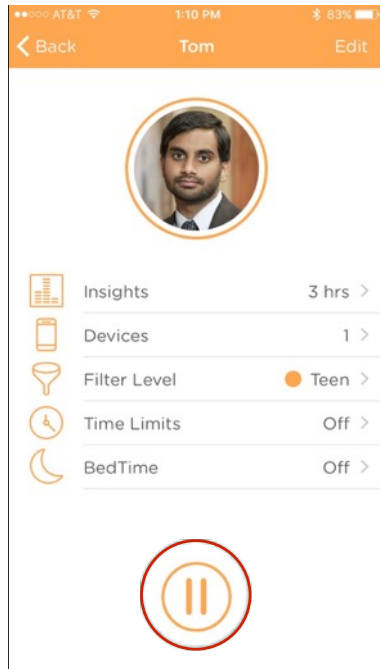 AT&T 1:10 PM 83%
Back Tom Edit
Insights 3 hrs
Devices 1
Filter Level Teen
Time Limits Off
BedTime Off